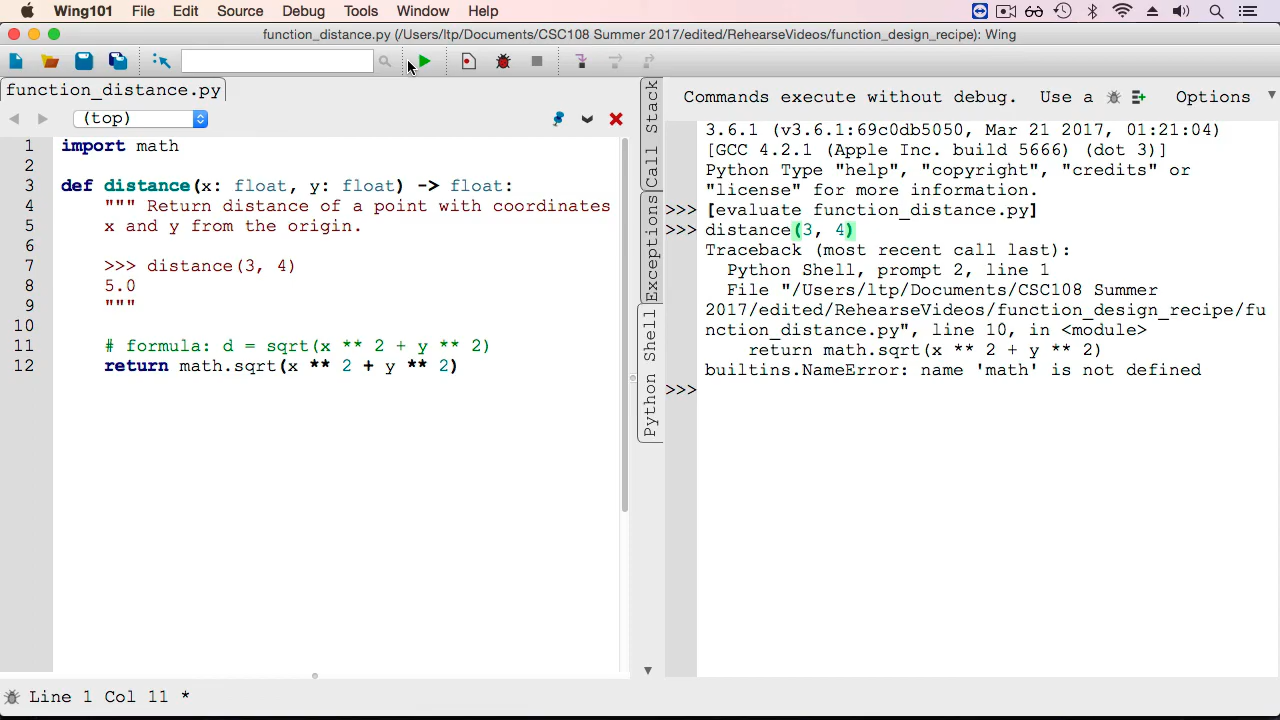 Wing101 File Edit Source Debug Tools Window Help
function_distance.py (/Users/ltp/Documents/CSC108 Summer 2017/edited/RehearseVideos/function_design_recipe): Wing
function_distance.py
(top)
1 import math
2
3 def distance(x: float, y: float) -> float:
4 """ Return distance of a point with coordinates
5 x and y from the origin.
6
7 >>> distance(3, 4)
8 5.0
9 """
10
11 # formula: d = sqrt(x ** 2 + y ** 2)
12 return math.sqrt(x ** 2 + y ** 2)
Call Stack
Exceptions
Python Shell
Commands execute without debug. Use a Options
3.6.1 (v3.6.1:69c0db5050, Mar 21 2017, 01:21:04)
[GCC 4.2.1 (Apple Inc. build 5666) (dot 3)]
Python Type "help", "copyright", "credits" or
"license" for more information.
>>> [evaluate function_distance.py]
>>> distance(3, 4)
Traceback (most recent call last):
Python Shell, prompt 2, line 1
File "/Users/ltp/Documents/CSC108 Summer
2017/edited/RehearseVideos/function_design_recipe/fu
nction_distance.py", line 10, in <module>
return math.sqrt(x ** 2 + y ** 2)
builtins.NameError: name 'math' is not defined
>>>
Line 1 Col 11 *